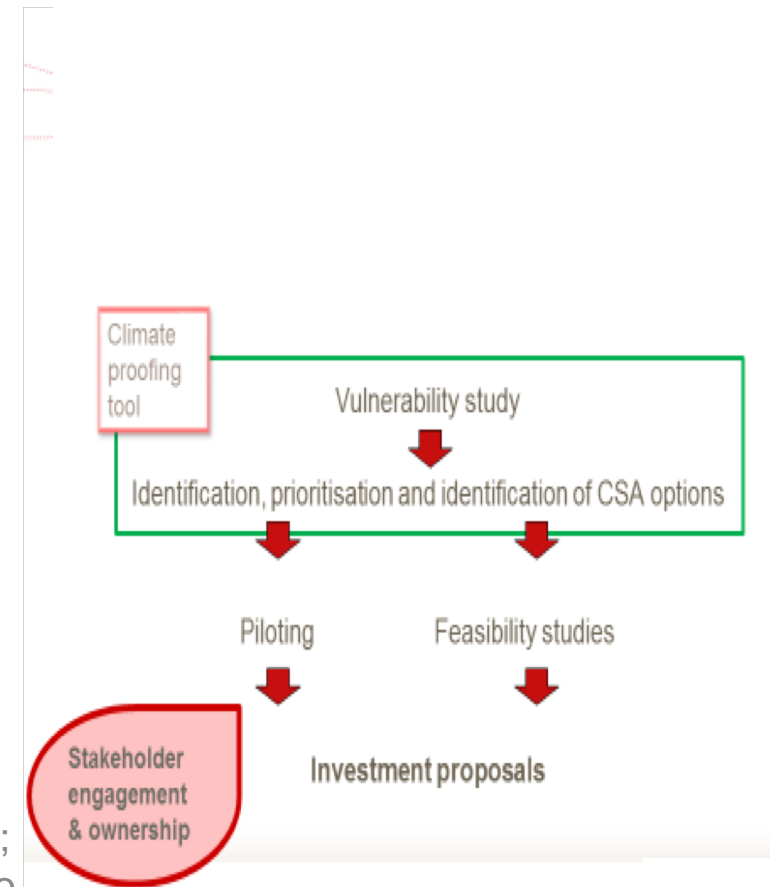 Climate
proofing
tool
Vulnerability study
Identification, prioritisation and identification of CSA options
Piloting Feasibility studies
Stakeholder
engagement
& ownership
Investment proposals
;